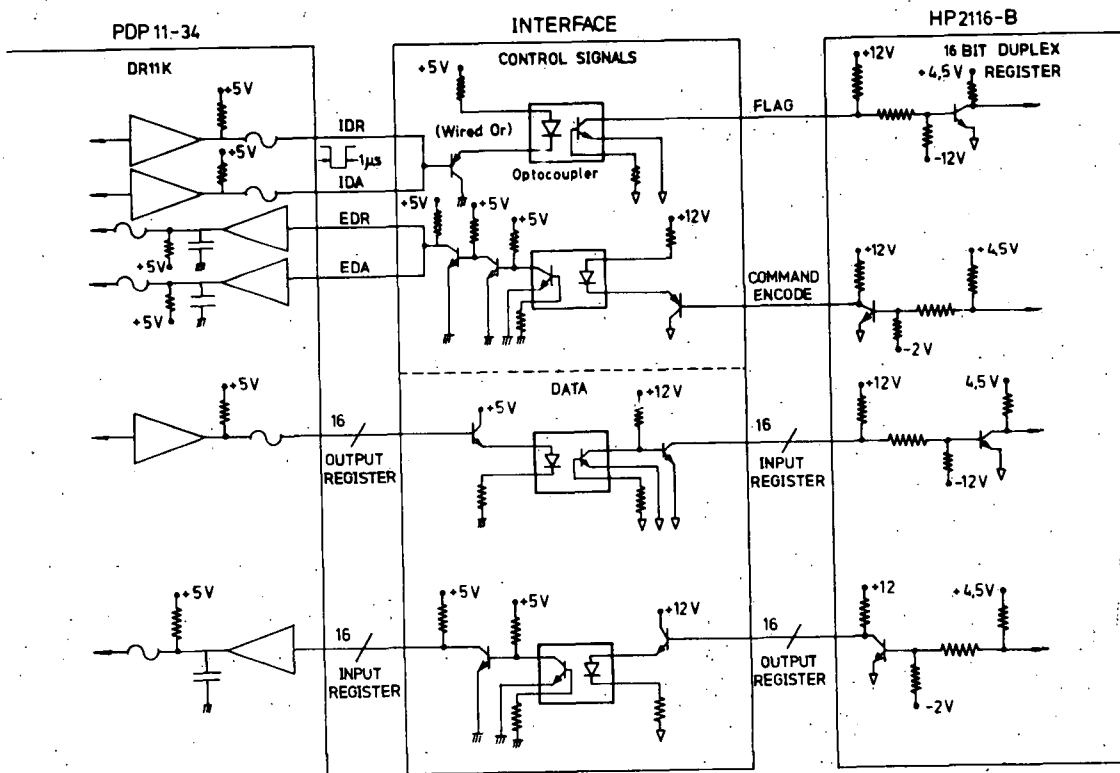 PDP 11-34
INTERFACE
HP2116-B
DR11K
CONTROL SIGNALS
16 BIT DUPLEX
REGISTER
+5V
+5V
+12V
+4,5V
IDR
(Wired Or)
FLAG
1µs
+5V
-12V
IDA
Optocoupler
EDR
+5V
+5V
+5V
+12V
+5V
EDA
+12V
+4,5V
COMMAND
ENCODE
+5V
-2V
DATA
+5V
+5V
+12V
+12V
4,5V
16
OUTPUT
REGISTER
16
INPUT
REGISTER
-12V
+5V
+5V
+5V
+12V
+12
+4,5V
16
INPUT
REGISTER
16
OUTPUT
REGISTER
-2V